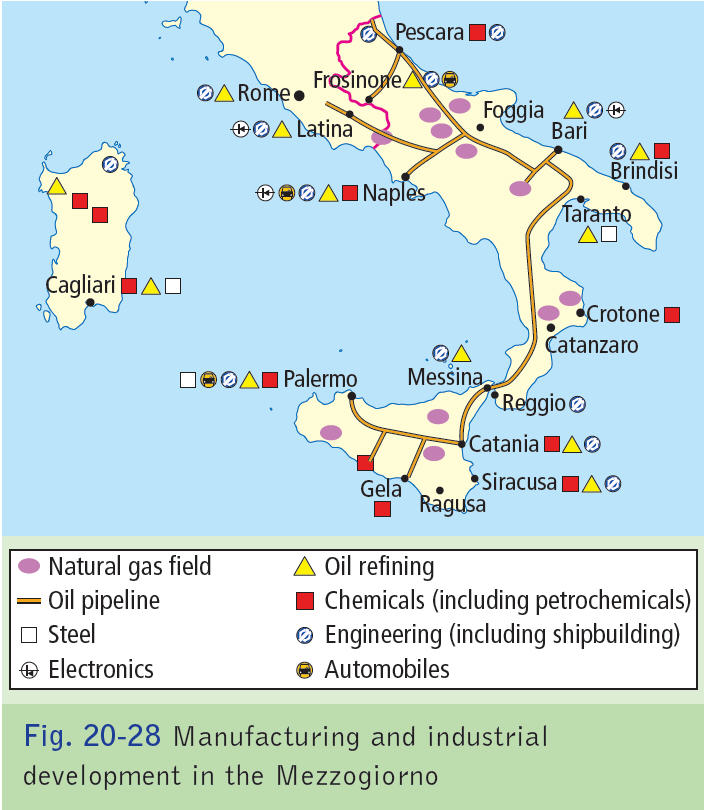 Pescara
Frosinone
Rome
Foggia
Latina
Bari
Brindisi
Naples
Taranto
Cagliari
Crotone
Catanzaro
Messina
Palermo
Reggio
Catania
Siracusa
Gela
Ragusa
Natural gas field
Oil pipeline
Steel
Electronics
Oil refining
Chemicals (including petrochemicals)
Engineering (including shipbuilding)
Automobiles
Fig. 20-28 Manufacturing and industrial
development in the Mezzogiorno